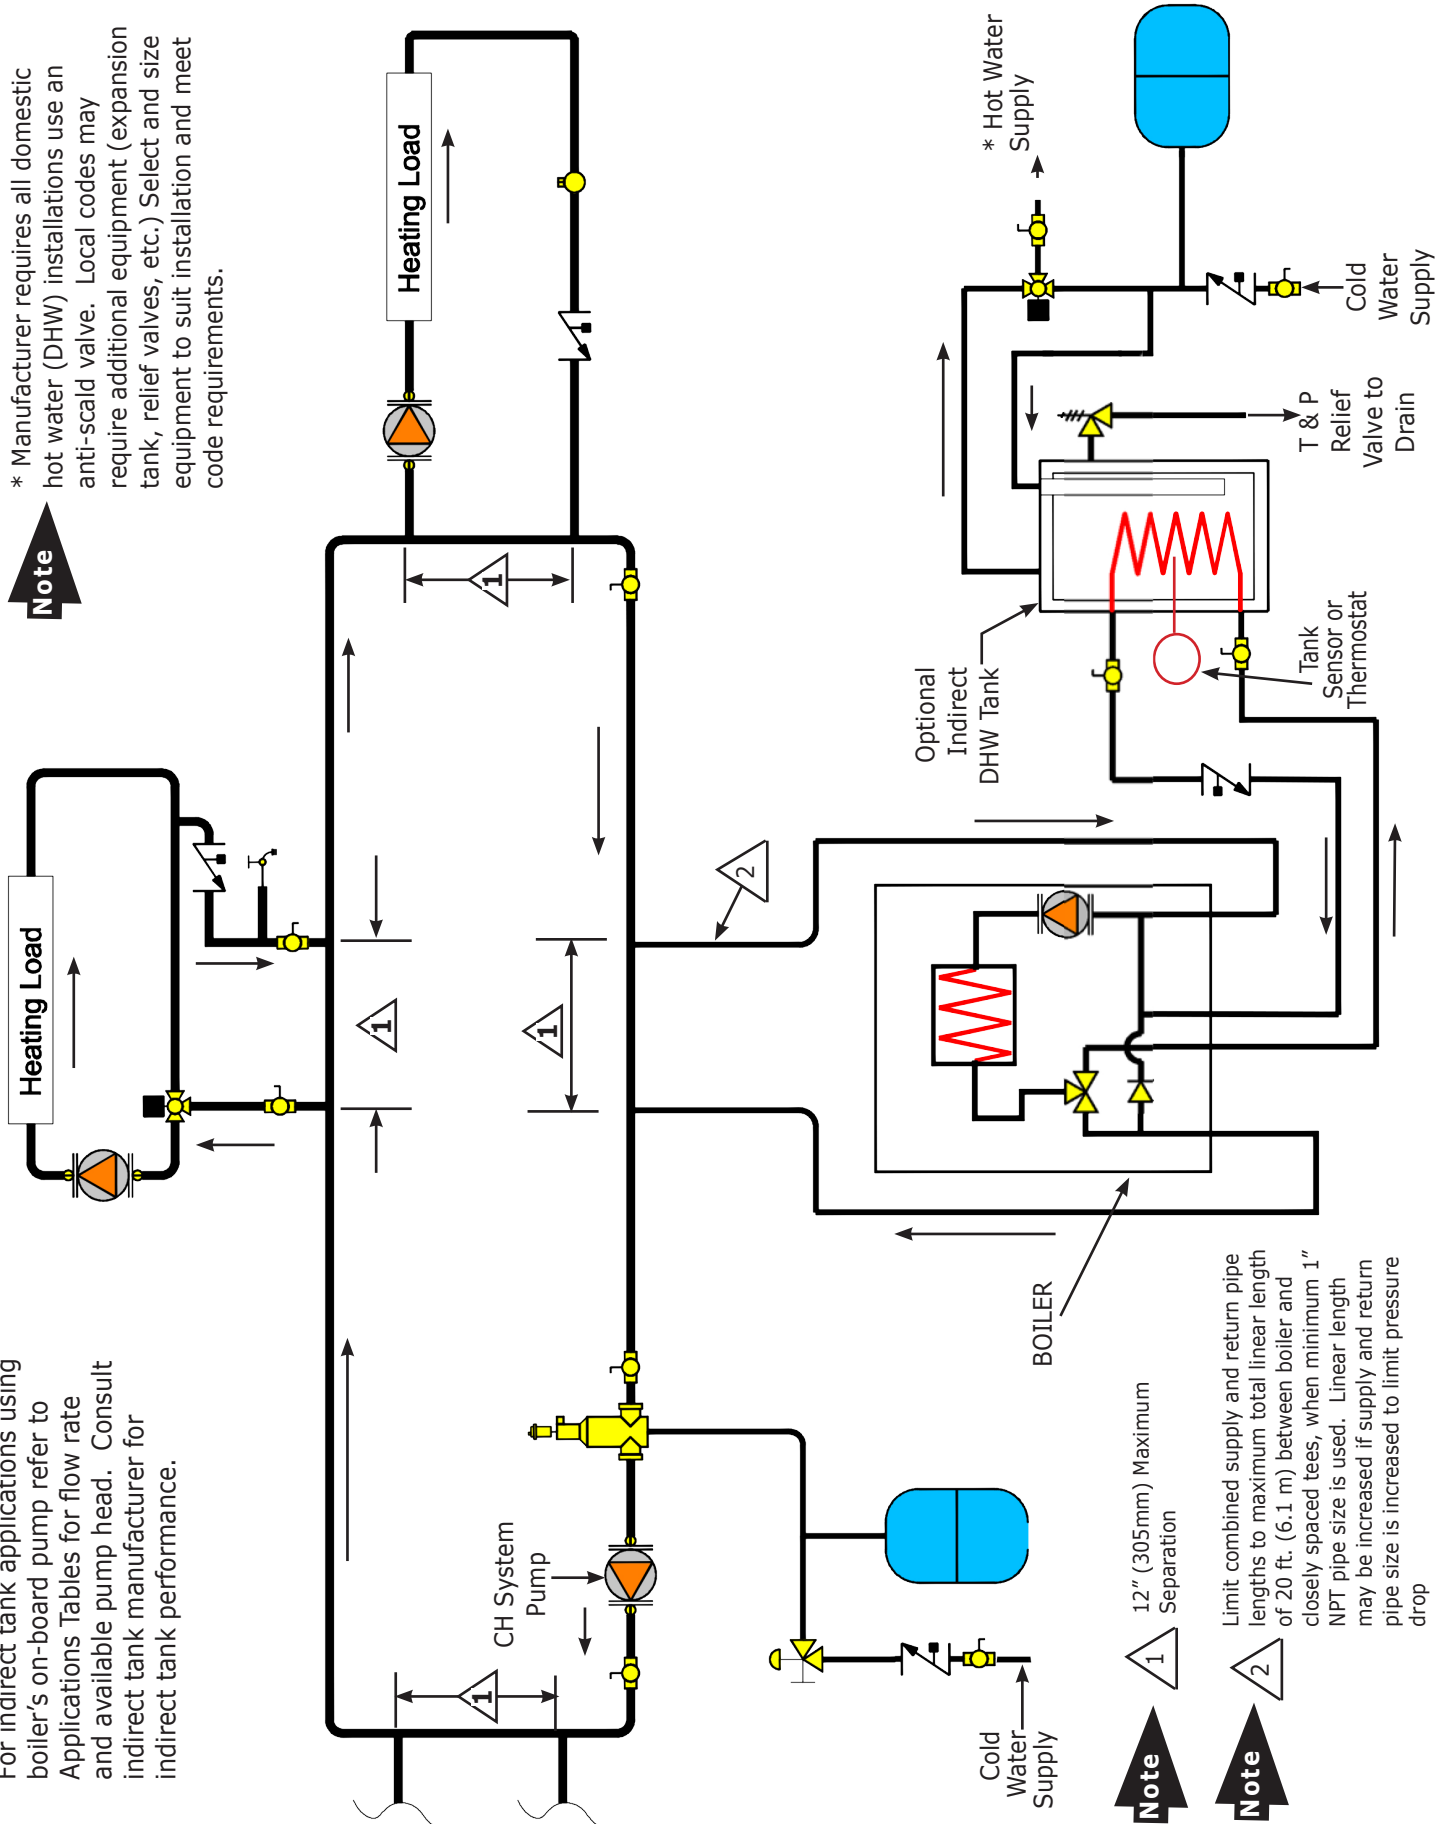 For indirect tank applications using
boiler's on-board pump refer to
Applications Tables for flow rate
and available pump head. Consult
indirect tank manufacturer for
indirect tank performance.
Note
* Manufacturer requires all domestic
hot water (DHW) installations use an
anti-scald valve. Local codes may
require additional equipment (expansion
tank, relief valves, etc.) Select and size
equipment to suit installation and meet
code requirements.
Heating Load
Heating Load
1
1
1
1
2
CH System
Pump
Cold
Water
Supply
BOILER
Optional
Indirect
DHW Tank
Tank
Sensor or
Thermostat
T & P
Relief
Valve to
Drain
* Hot Water
Supply
Cold
Water
Supply
Note
1
12" (305mm) Maximum
Separation
Note
2
Limit combined supply and return pipe
lengths to maximum total linear length
of 20 ft. (6.1 m) between boiler and
closely spaced tees, when minimum 1"
NPT pipe size is used. Linear length
may be increased if supply and return
pipe size is increased to limit pressure
drop